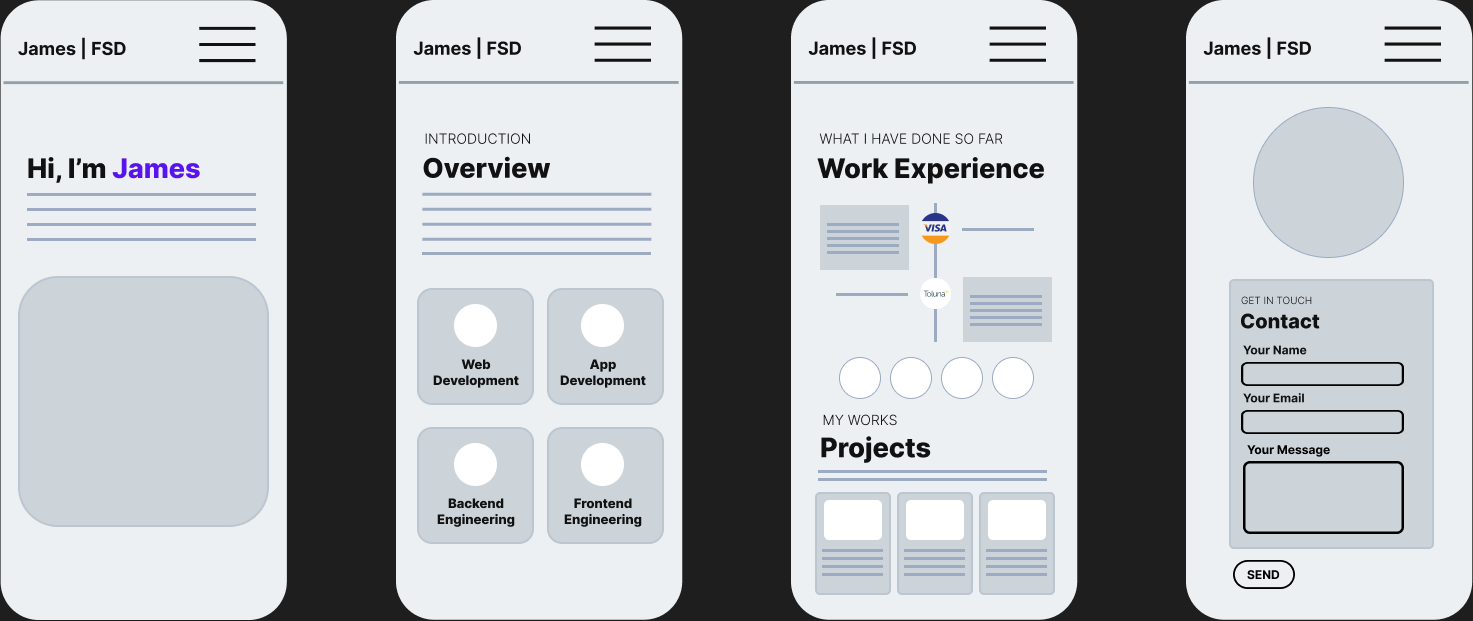 James | FSD
Hi, I'm James
James | FSD
INTRODUCTION
Overview
Web
Development
App
Development
Backend
Engineering
Frontend
Engineering
James | FSD
WHAT I HAVE DONE SO FAR
Work Experience
VISA
Toluna
MY WORKS
Projects
James | FSD
GET IN TOUCH
Contact
Your Name
Your Email
Your Message
SEND